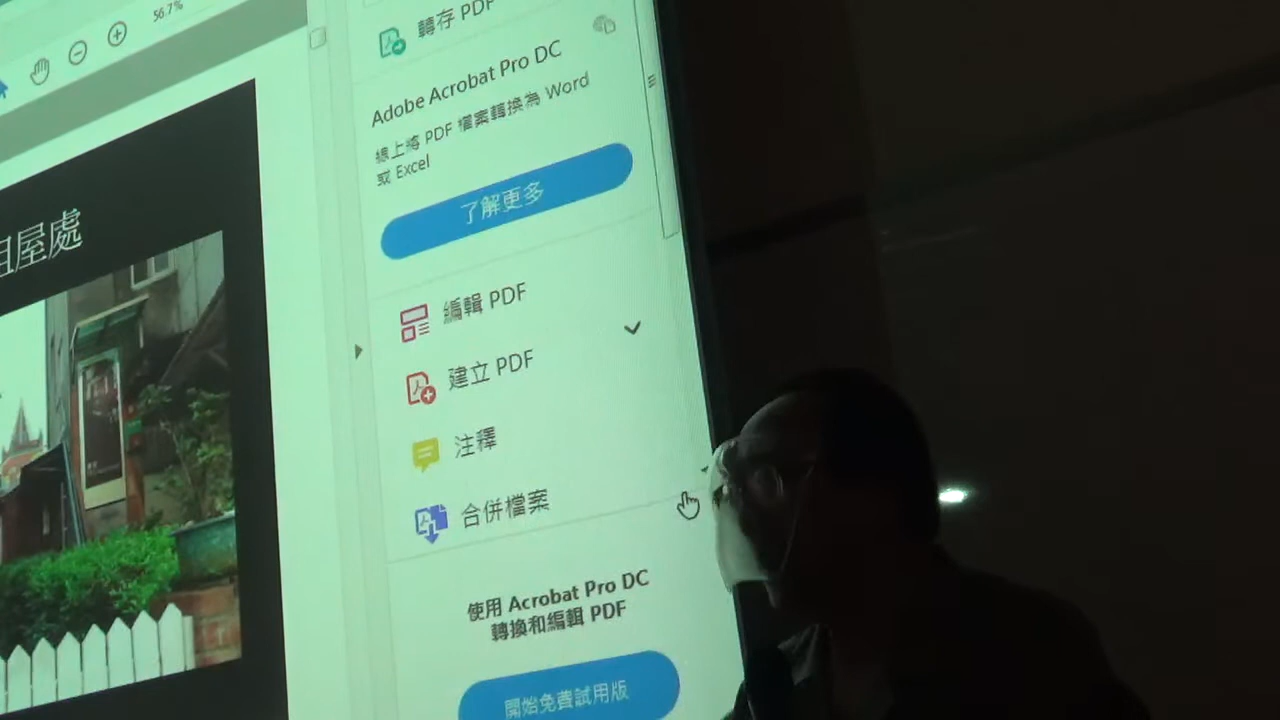 56.7%
轉存 PDF
Adobe Acrobat Pro DC
線上將 PDF 檔案轉換為 Word
或 Excel
了解更多
租屋處
編輯 PDF
建立 PDF
注釋
合併檔案
使用 Acrobat Pro DC
轉換和編輯 PDF
開始免費試用版